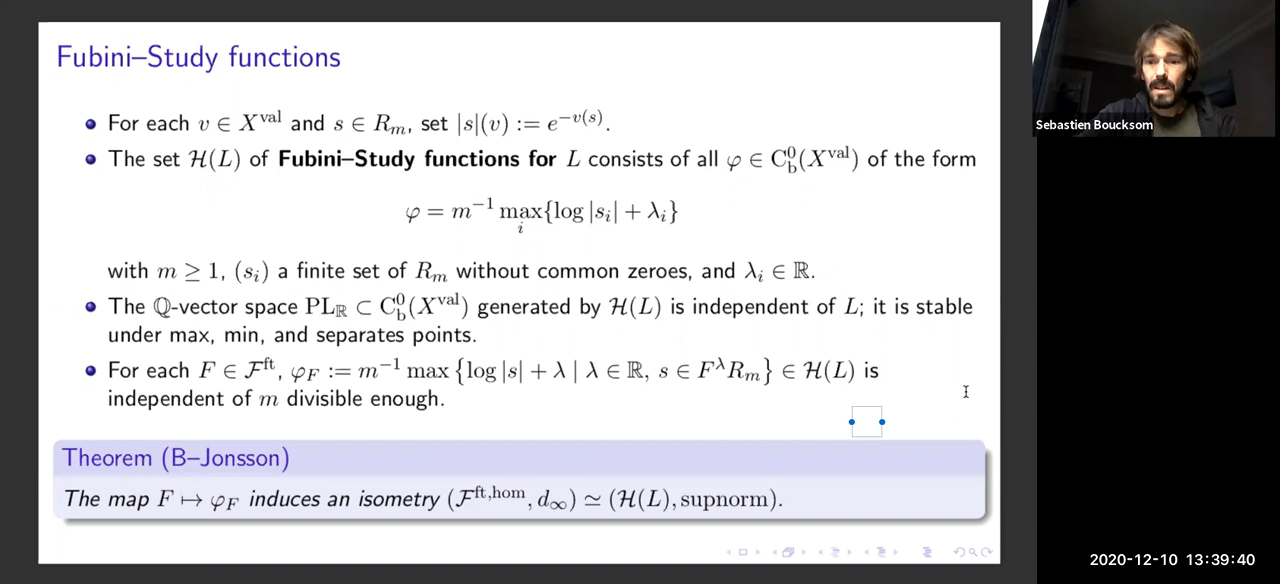 Fubini–Study functions
For each v ∈ X^val and s ∈ R_m, set |s|(v) := e^{−v(s)}.
The set ℋ(L) of Fubini–Study functions for L consists of all φ ∈ C^0_b(X^val) of the form
φ = m^{−1} max_i{log |s_i| + λ_i}
with m ≥ 1, (s_i) a finite set of R_m without common zeroes, and λ_i ∈ ℝ.
The ℚ-vector space PL_ℝ ⊂ C^0_b(X^val) generated by ℋ(L) is independent of L; it is stable
under max, min, and separates points.
For each F ∈ ℱ^ft, φ_F := m^{−1} max {log |s| + λ | λ ∈ ℝ, s ∈ F^λ R_m} ∈ ℋ(L) is
independent of m divisible enough.
Theorem (B–Jonsson)
The map F ↦ φ_F induces an isometry (ℱ^{ft,hom}, d_∞) ≃ (ℋ(L), supnorm).
Sebastien Boucksom
2020-12-10 13:39:40